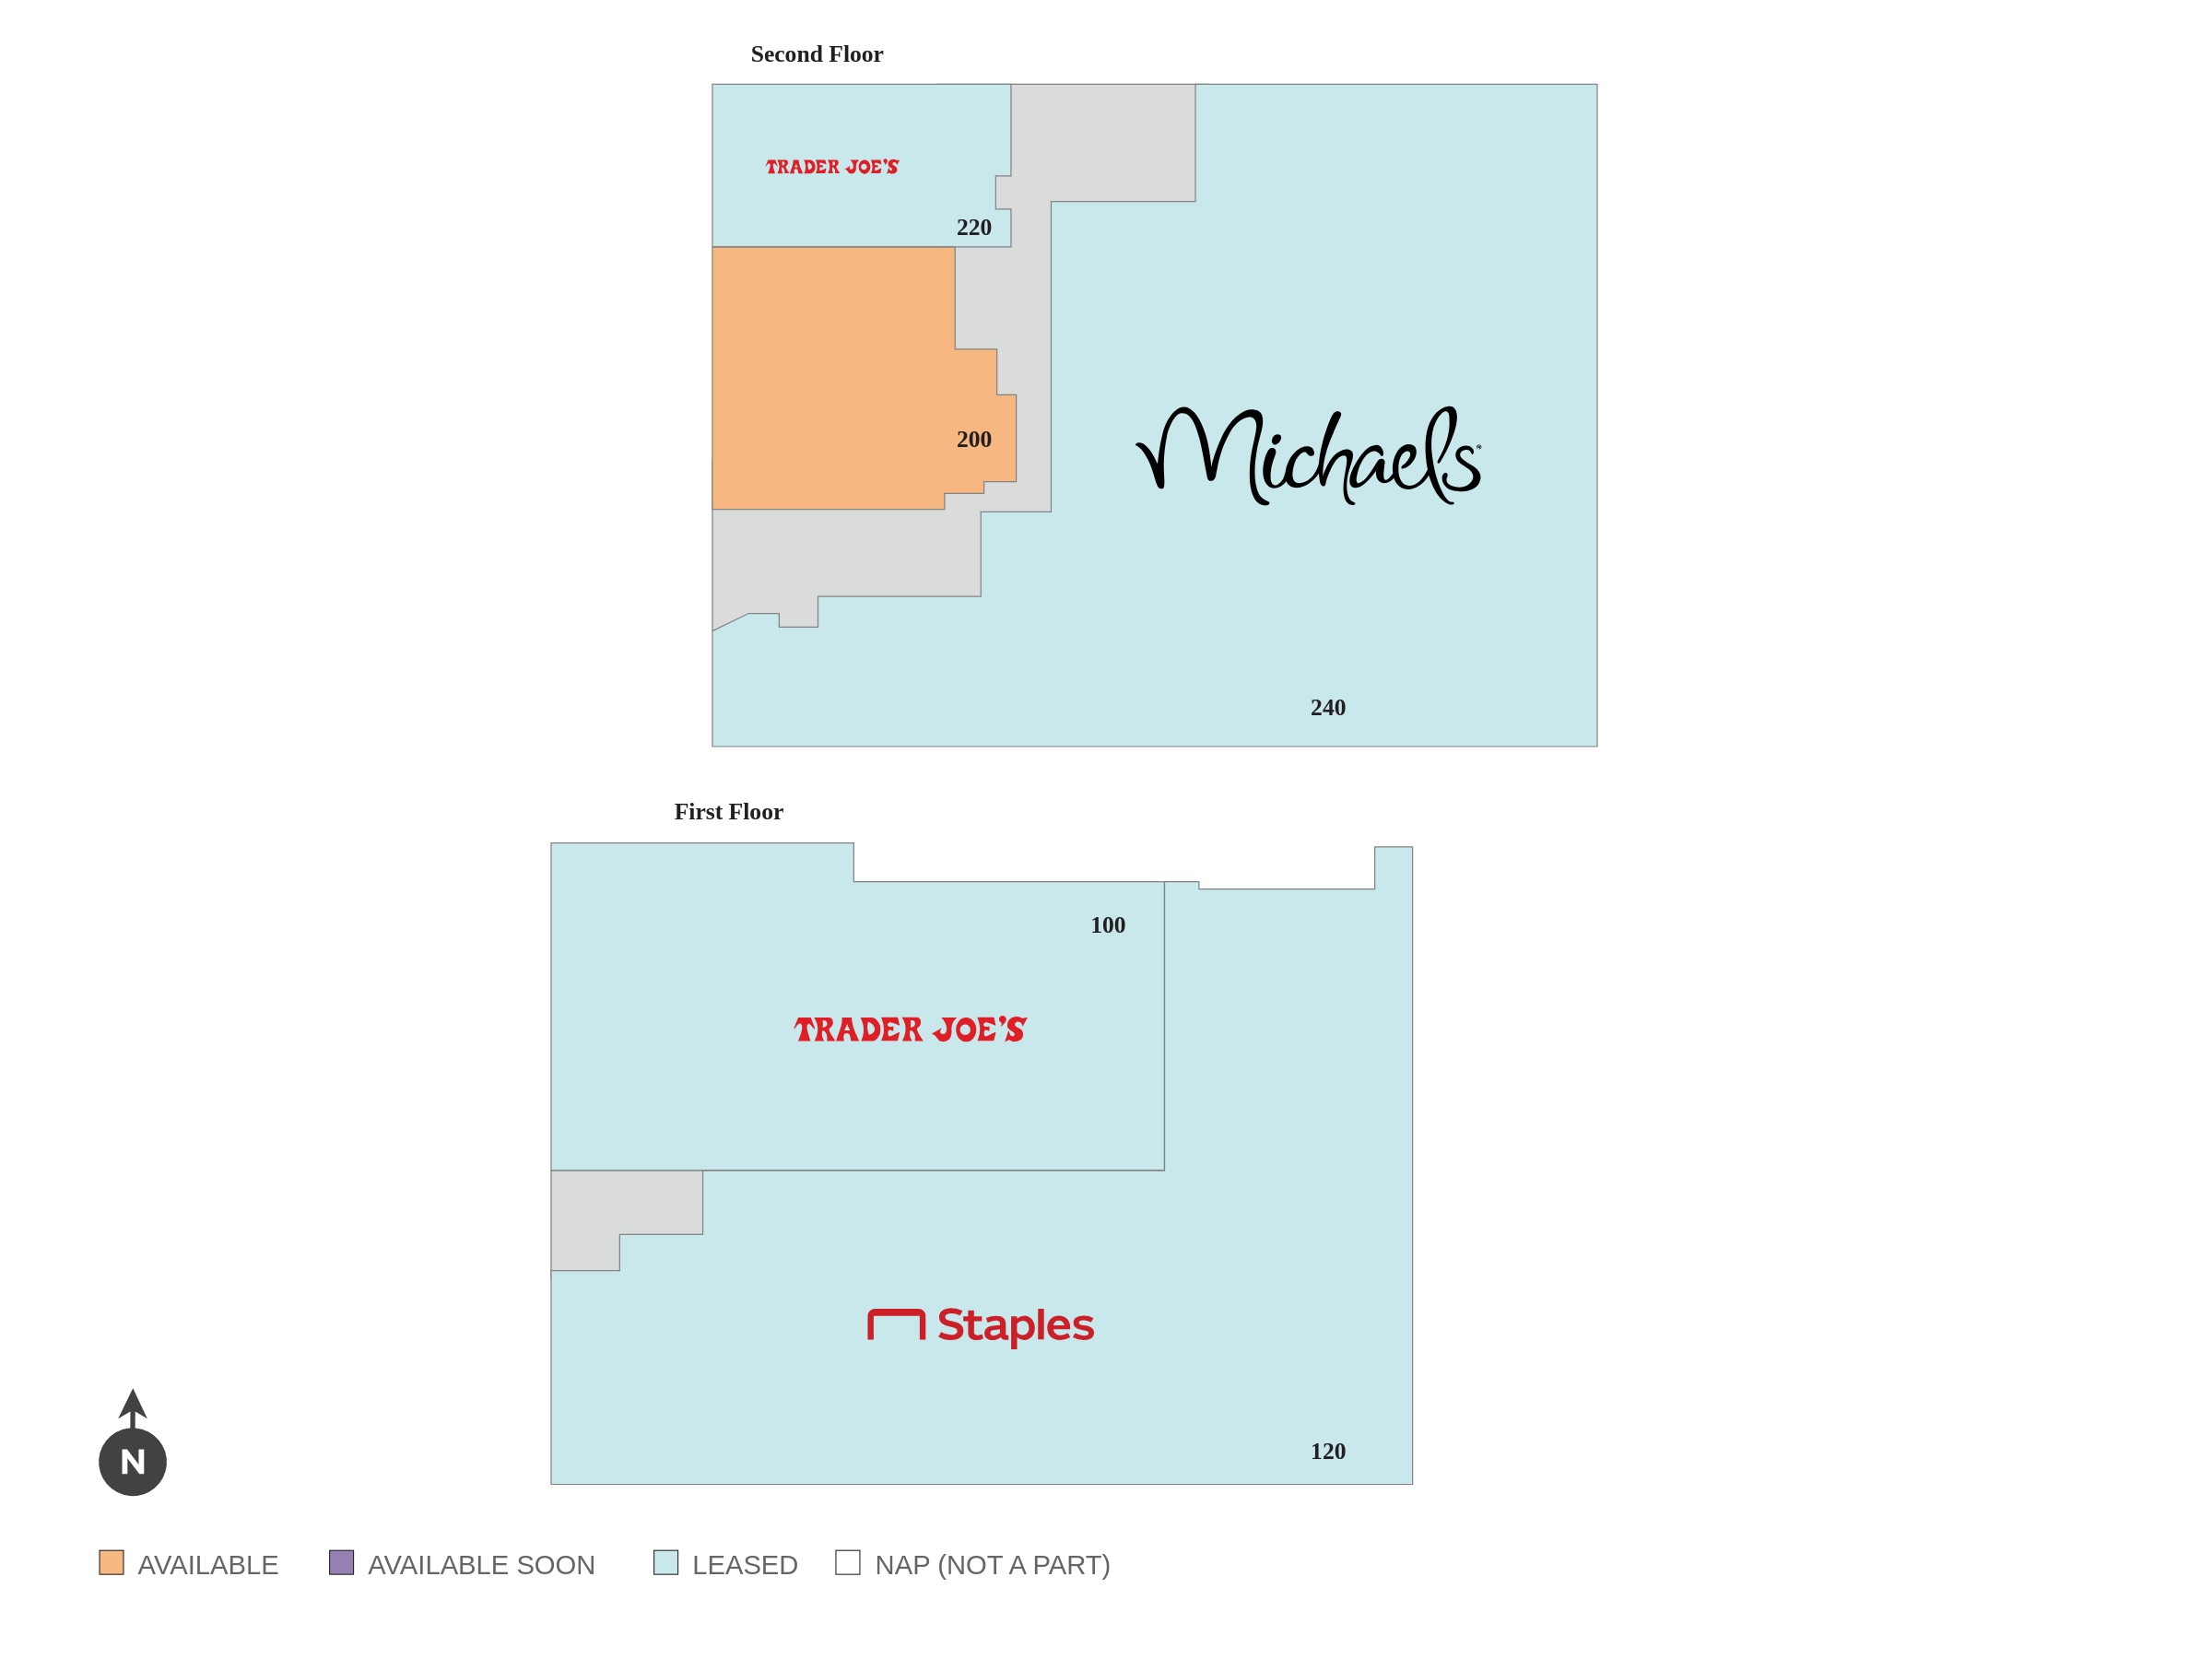 Second Floor
TRADER JOE'S
220
200
Michaels
240
First Floor
100
TRADER JOE'S
Staples
120
N
AVAILABLE
AVAILABLE SOON
LEASED
NAP (NOT A PART)